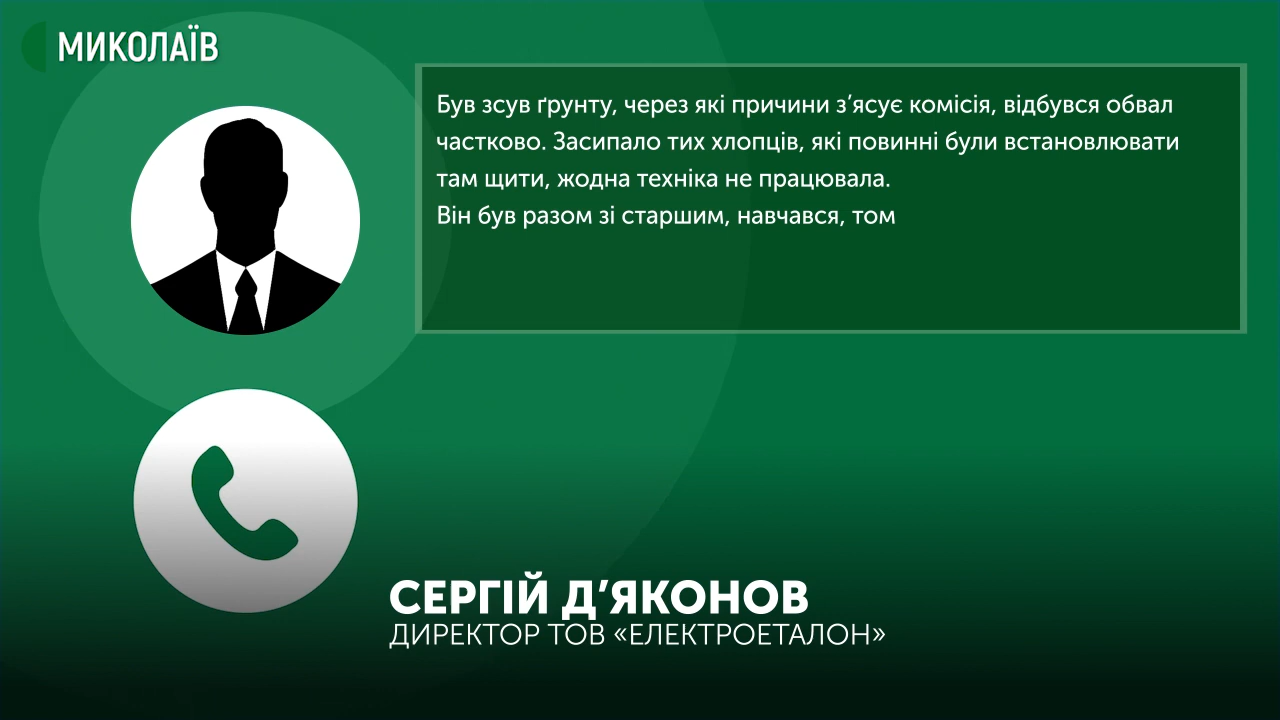 МИКОЛАЇВ
Був зсув ґрунту, через які причини з’ясує комісія, відбувся обвал
частково. Засипало тих хлопців, які повинні були встановлювати
там щити, жодна техніка не працювала.
Він був разом зі старшим, навчався, том
СЕРГІЙ Д’ЯКОНОВ
ДИРЕКТОР ТОВ «ЕЛЕКТРОЕТАЛОН»